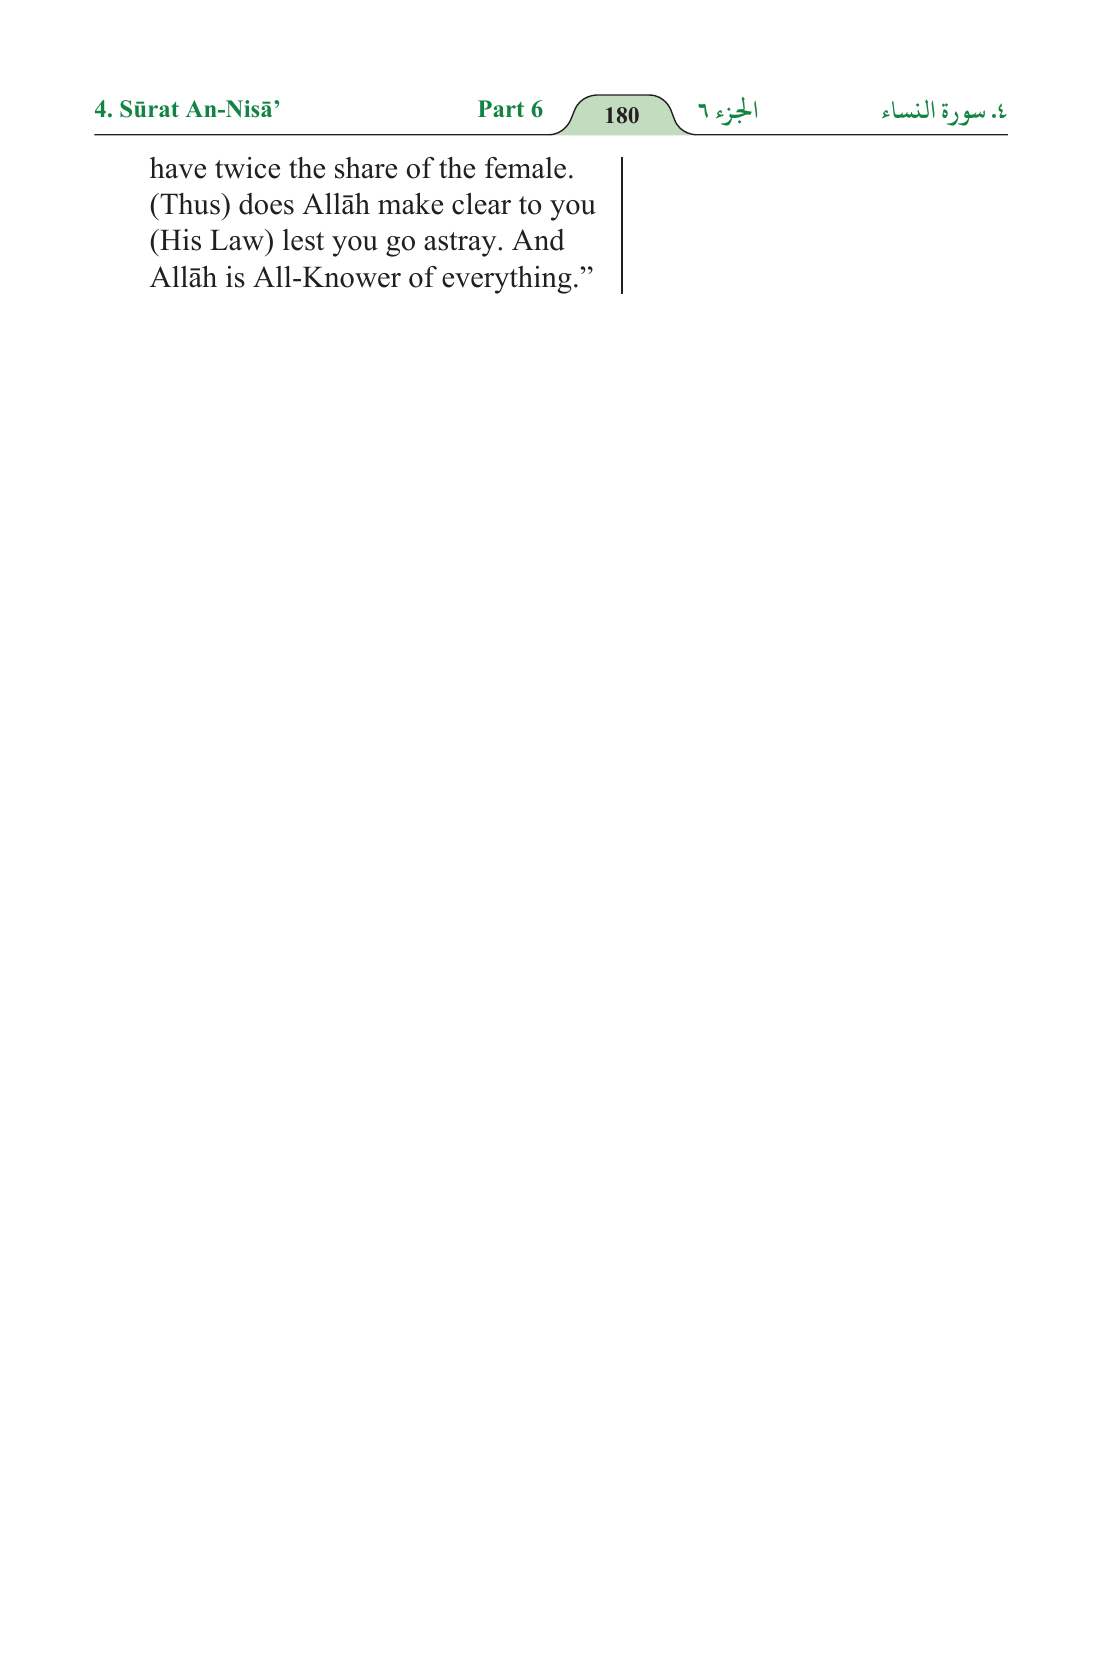 4. Sūrat An-Nisā’ Part 6 180 الجزء ٦ ٤. سورة النساء
have twice the share of the female.
(Thus) does Allāh make clear to you
(His Law) lest you go astray. And
Allāh is All-Knower of everything.”